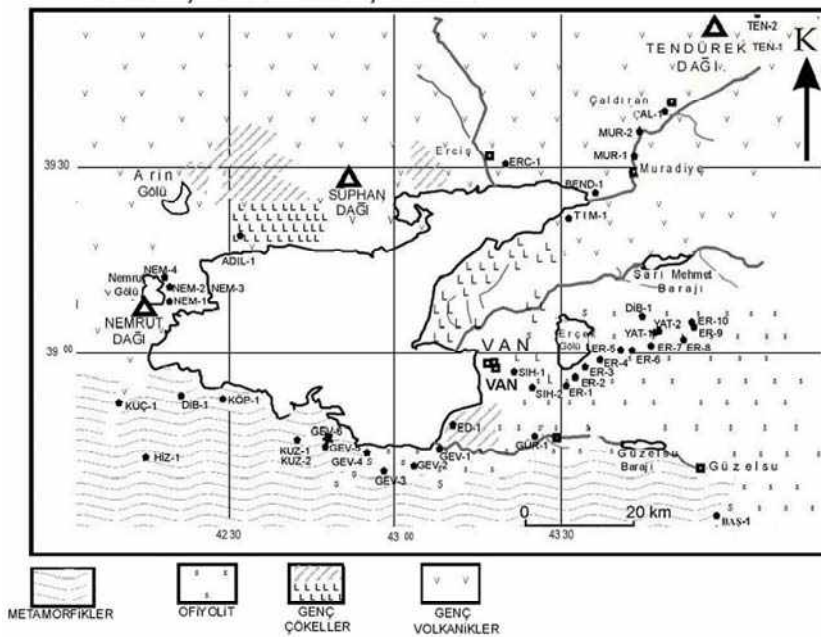 TEN-2
TENDÜREK TEN-1
DAĞI
K
Çaldıran
ÇAL-1
MUR-2
MUR-1
Muradiye
Erciş
ERC-1
39 30
Arin
Gölü
SÜPHAN
DAĞI
BEND-1
TIM-1
ADİL-1
Sarı Mehmet
Barajı
NEM-4
Nemrut
Gölü
NEM-2
NEM-3
NEM-1
NEMRUT
DAĞI
DİB-1
ER-10
YAT-2
ER-9
YAT-1
ER-8
ER-7
Erçek
Gölü
ER-5
ER-6
ER-4
ER-3
ER-2
ER-1
39 00
VAN
VAN
SIH-1
SIH-2
KUÇ-1
DİB-1
KÖP-1
ED-1
GEV-6
KUZ-1
KUZ-2
GEV-5
GEV-4
GEV-3
GEV-2
GEV-1
GÜR-1
HİZ-1
Güzelsu
Barajı
Güzelsu
BAŞ-1
0 20 km
42 30
43 00
43 30
METAMORFİKLER
OFİYOLİT
GENÇ
ÇÖKELLER
GENÇ
VOLKANİKLER